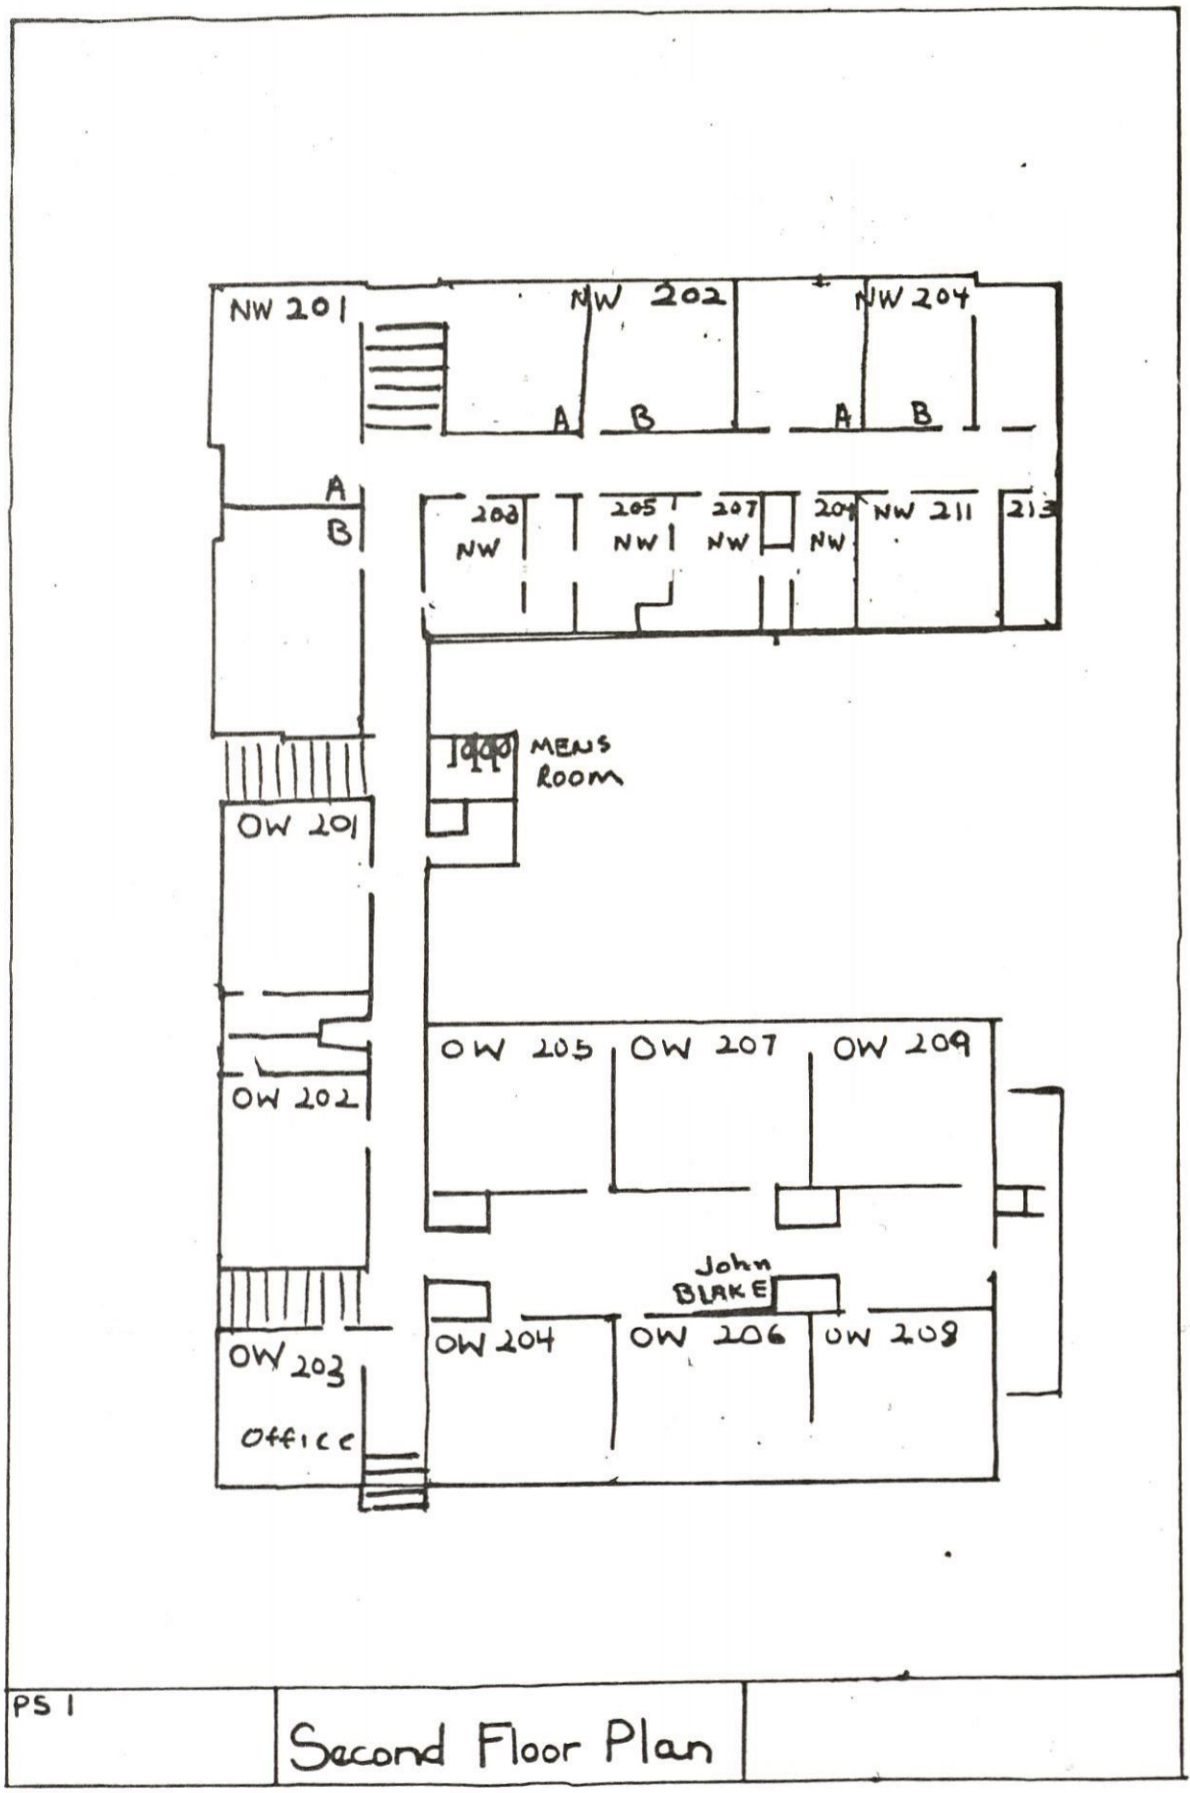 NW 201
NW 202
NW 204
A
B
A
B
A
B
203
NW
205
NW
207
NW
209
NW
NW 211
213
MENS
ROOM
OW 201
OW 202
OW 205
OW 207
OW 209
John
BLAKE
OW 203
Office
OW 204
OW 206
OW 208
PS 1
Second Floor Plan